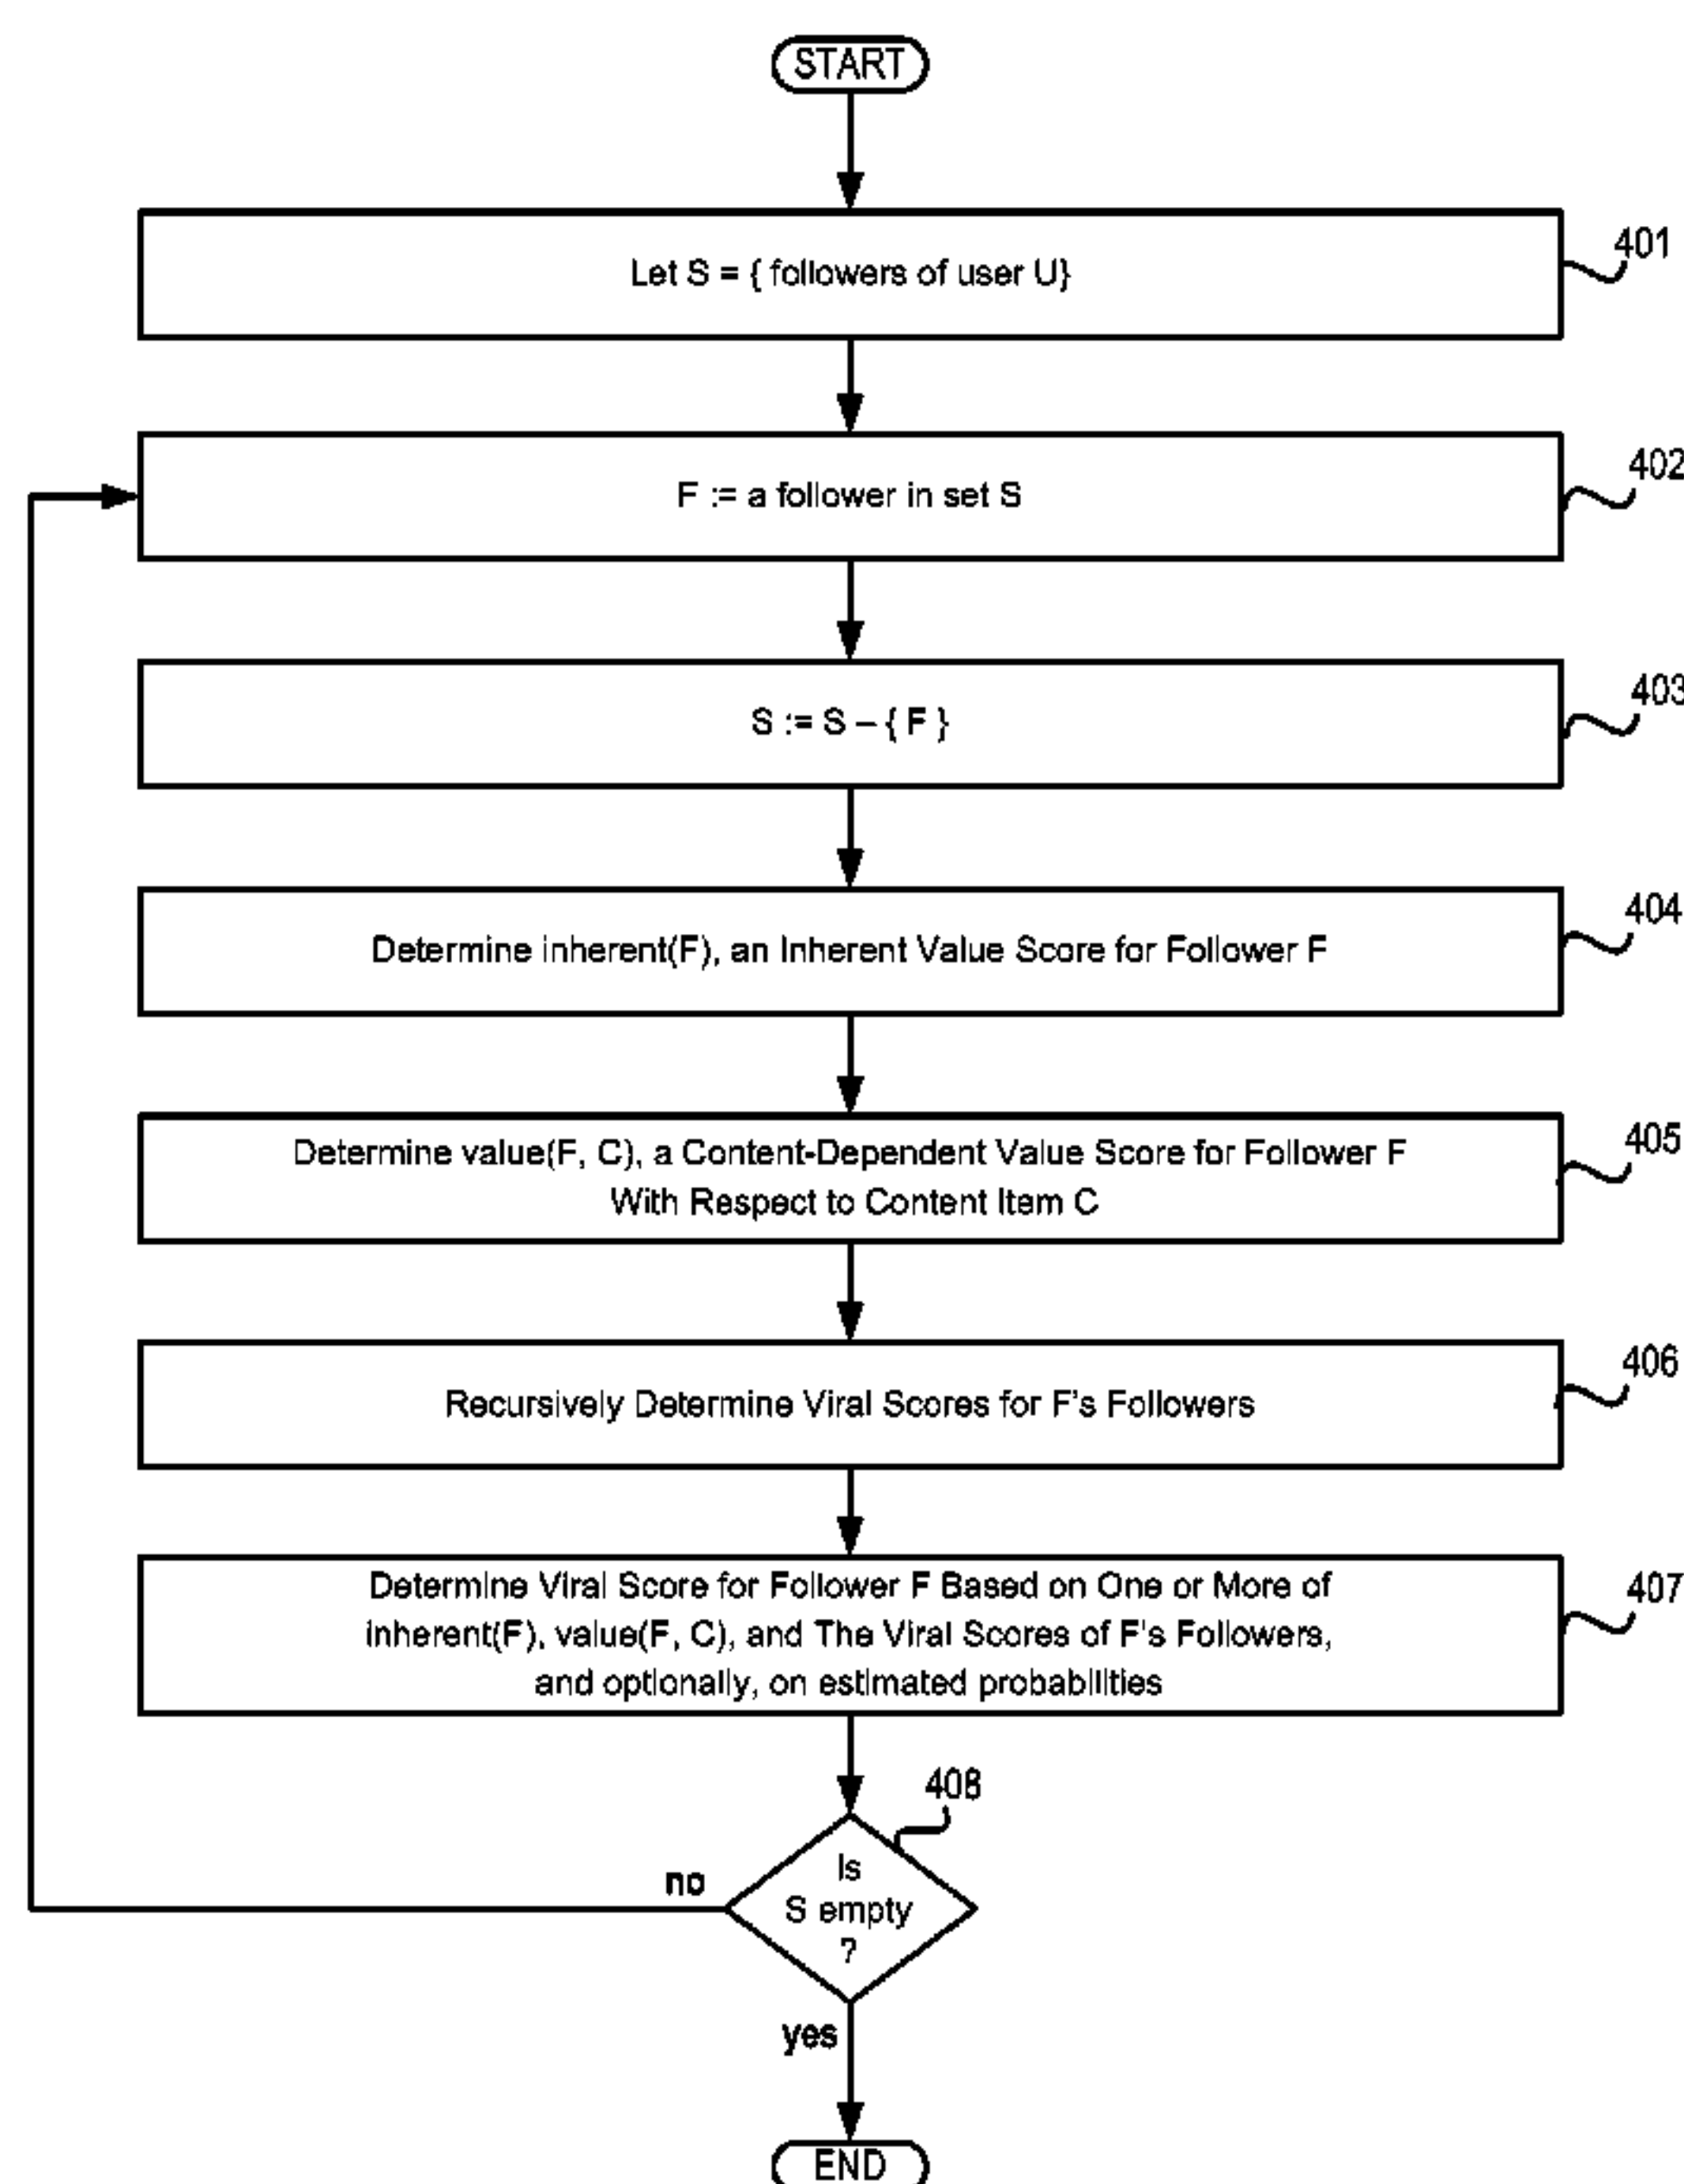 START
Let S = { followers of user U}
401
F := a follower in set S
402
S := S – { F }
403
Determine inherent(F), an Inherent Value Score for Follower F
404
Determine value(F, C), a Content-Dependent Value Score for Follower F
With Respect to Content Item C
405
Recursively Determine Viral Scores for F's Followers
406
Determine Viral Score for Follower F Based on One or More of
inherent(F), value(F, C), and The Viral Scores of F's Followers,
and optionally, on estimated probabilities
407
408
Is
S empty
?
no
yes
END